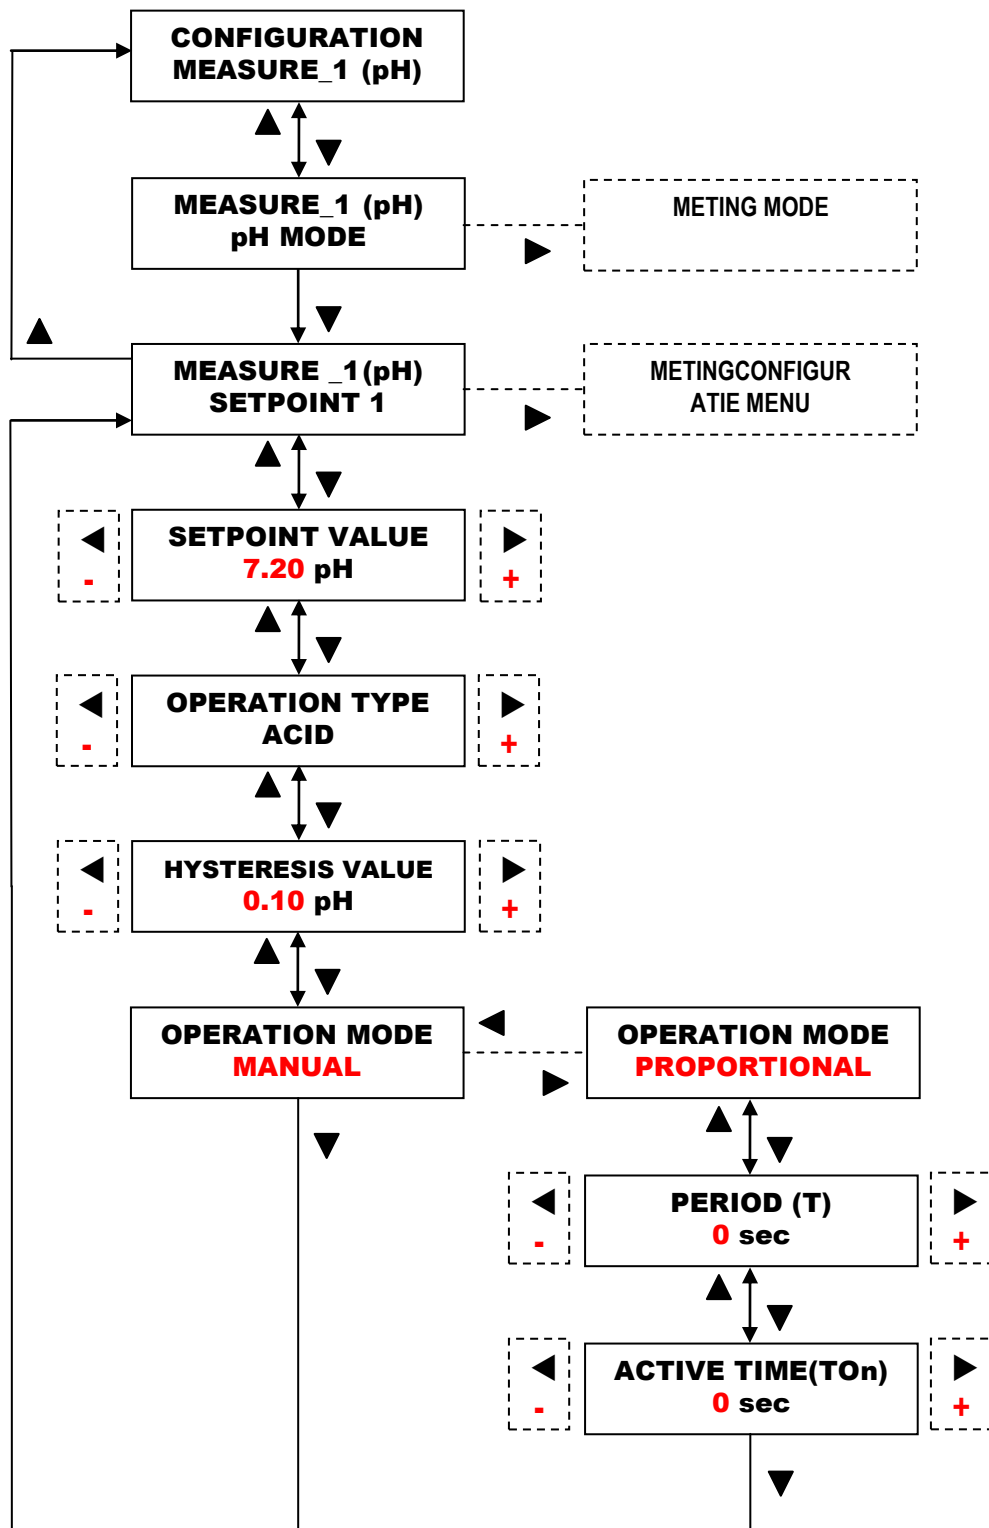 CONFIGURATION
MEASURE_1 (pH)
MEASURE_1 (pH)
pH MODE
METING MODE
MEASURE _1(pH)
SETPOINT 1
METINGCONFIGUR
ATIE MENU
-
SETPOINT VALUE
7.20 pH
+
-
OPERATION TYPE
ACID
+
-
HYSTERESIS VALUE
0.10 pH
+
OPERATION MODE
MANUAL
OPERATION MODE
PROPORTIONAL
-
PERIOD (T)
0 sec
+
-
ACTIVE TIME(TOn)
0 sec
+